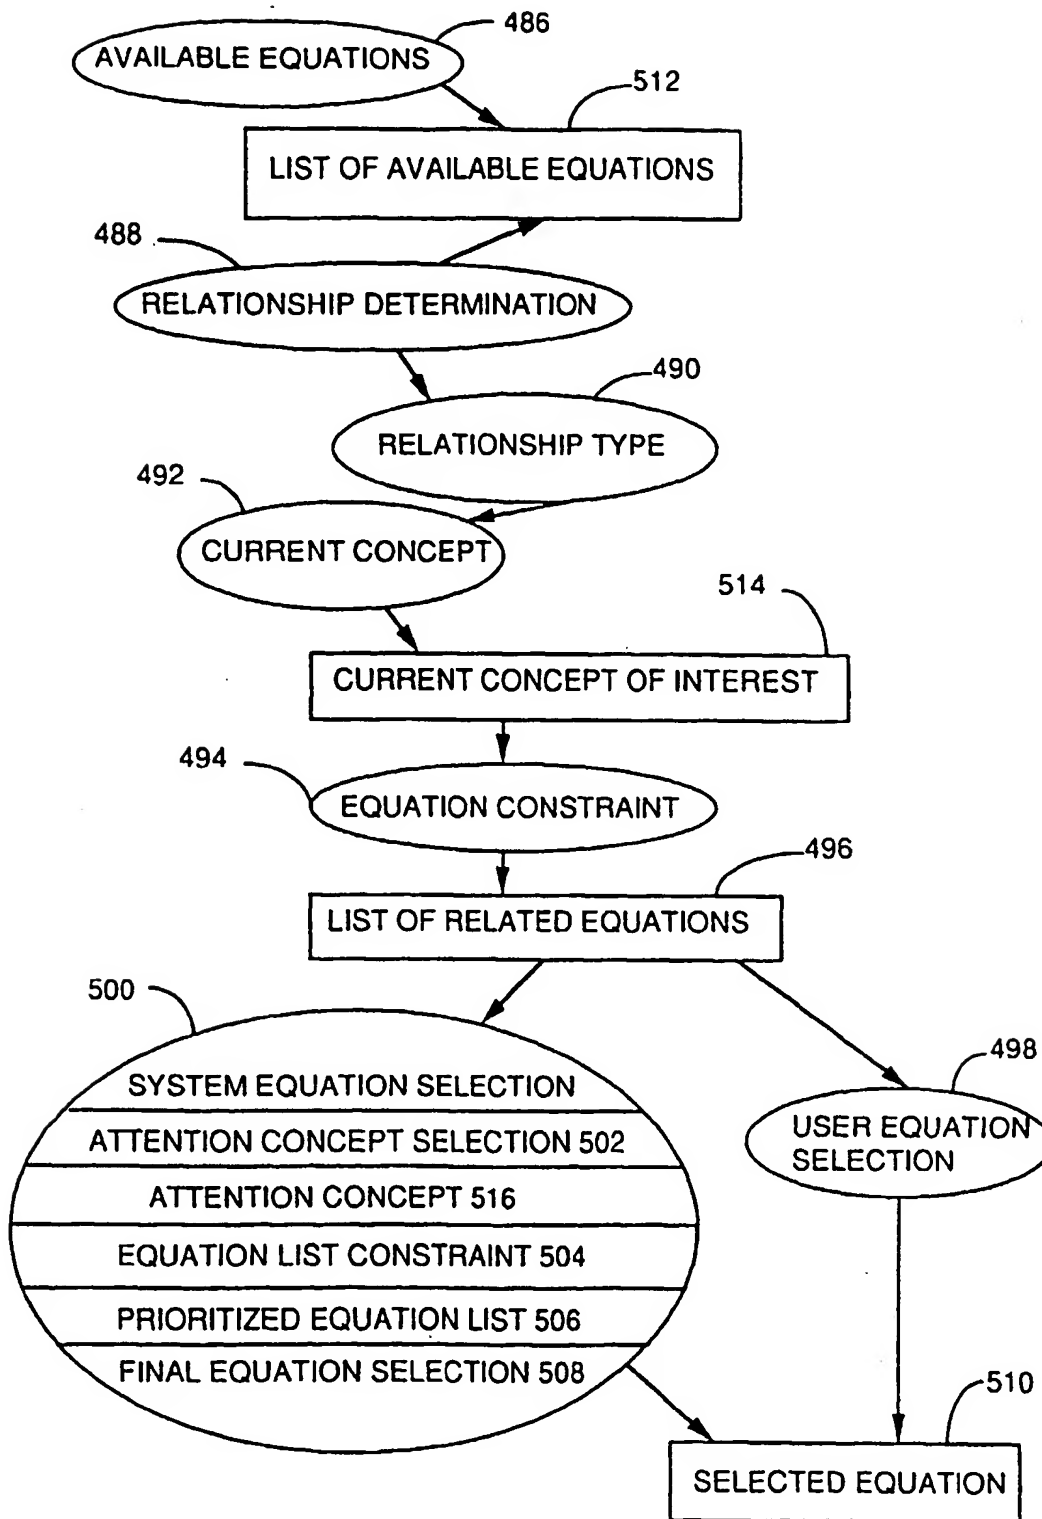 486
AVAILABLE EQUATIONS
512
LIST OF AVAILABLE EQUATIONS
488
RELATIONSHIP DETERMINATION
490
RELATIONSHIP TYPE
492
CURRENT CONCEPT
514
CURRENT CONCEPT OF INTEREST
494
EQUATION CONSTRAINT
496
LIST OF RELATED EQUATIONS
500
SYSTEM EQUATION SELECTION
ATTENTION CONCEPT SELECTION 502
ATTENTION CONCEPT 516
EQUATION LIST CONSTRAINT 504
PRIORITIZED EQUATION LIST 506
FINAL EQUATION SELECTION 508
498
USER EQUATION
SELECTION
510
SELECTED EQUATION